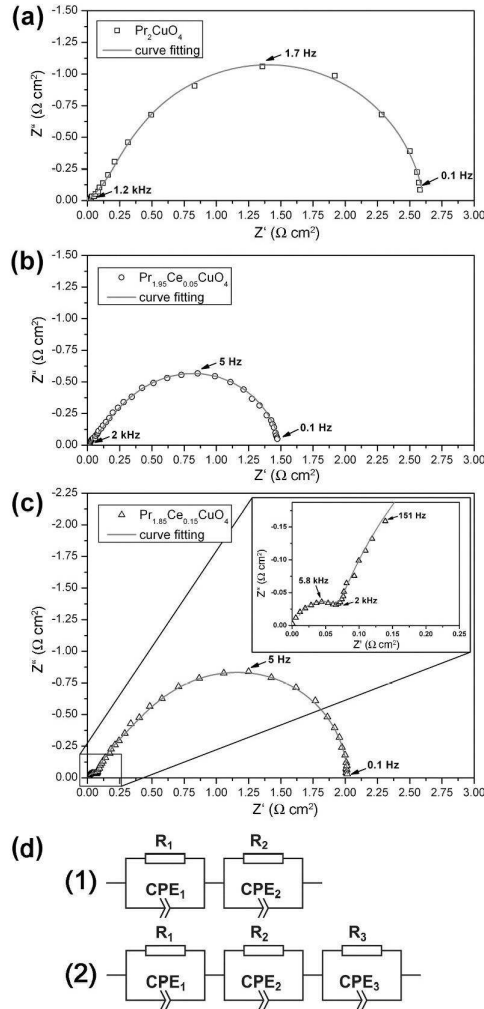 (a)
-1.50
Pr2CuO4
curve fitting
1.7 Hz
-1.25
-1.00
-0.75
-0.50
-0.25
0.00
Z“ (Ω cm²)
1.2 kHz
0.1 Hz
0.00 0.25 0.50 0.75 1.00 1.25 1.50 1.75 2.00 2.25 2.50 2.75 3.00
Z‘ (Ω cm²)
(b)
-1.50
Pr1.95Ce0.05CuO4
curve fitting
-1.25
-1.00
-0.75
-0.50
-0.25
0.00
Z“ (Ω cm²)
5 Hz
2 kHz
0.1 Hz
0.00 0.25 0.50 0.75 1.00 1.25 1.50 1.75 2.00 2.25 2.50 2.75 3.00
Z‘ (Ω cm²)
(c)
-2.25
Pr1.85Ce0.15CuO4
curve fitting
-2.00
-1.75
-1.50
-1.25
-1.00
-0.75
-0.50
-0.25
0.00
Z“ (Ω cm²)
-0.15
-0.10
-0.05
0.00
Z“ (Ω cm²)
151 Hz
5.8 kHz
2 kHz
0.00 0.05 0.10 0.15 0.20 0.25
Z‘ (Ω cm²)
5 Hz
0.1 Hz
0.00 0.25 0.50 0.75 1.00 1.25 1.50 1.75 2.00 2.25 2.50 2.75 3.00
Z‘ (Ω cm²)
(d)
(1)
R1 R2
CPE1 CPE2
(2)
R1 R2 R3
CPE1 CPE2 CPE3